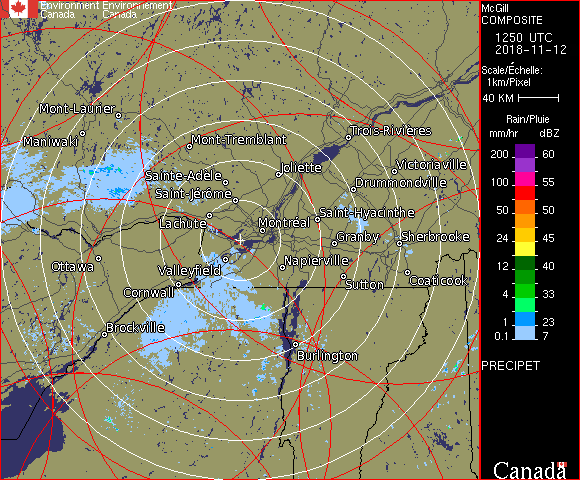 Environment Environnement
Canada Canada
McGill
COMPOSITE
1250 UTC
2018-11-12
Scale/Échelle:
1km/Pixel
40 KM
Rain/Pluie
mm/hr dBZ
200 60
55
100 55
50 50
24 45
12 40
4 33
1 23
0.1 7
PRECIPET
Canada
Mont-Laurier
Maniwaki
Mont-Tremblant
Trois-Rivières
Joliette
Victoriaville
Sainte-Adèle
Drummondville
Saint-Jérôme
Saint-Hyacinthe
Lachute
Montréal
Granby
Sherbrooke
Ottawa
Valleyfield
Napierville
Cornwall
Sutton
Coaticook
Brockville
Burlington